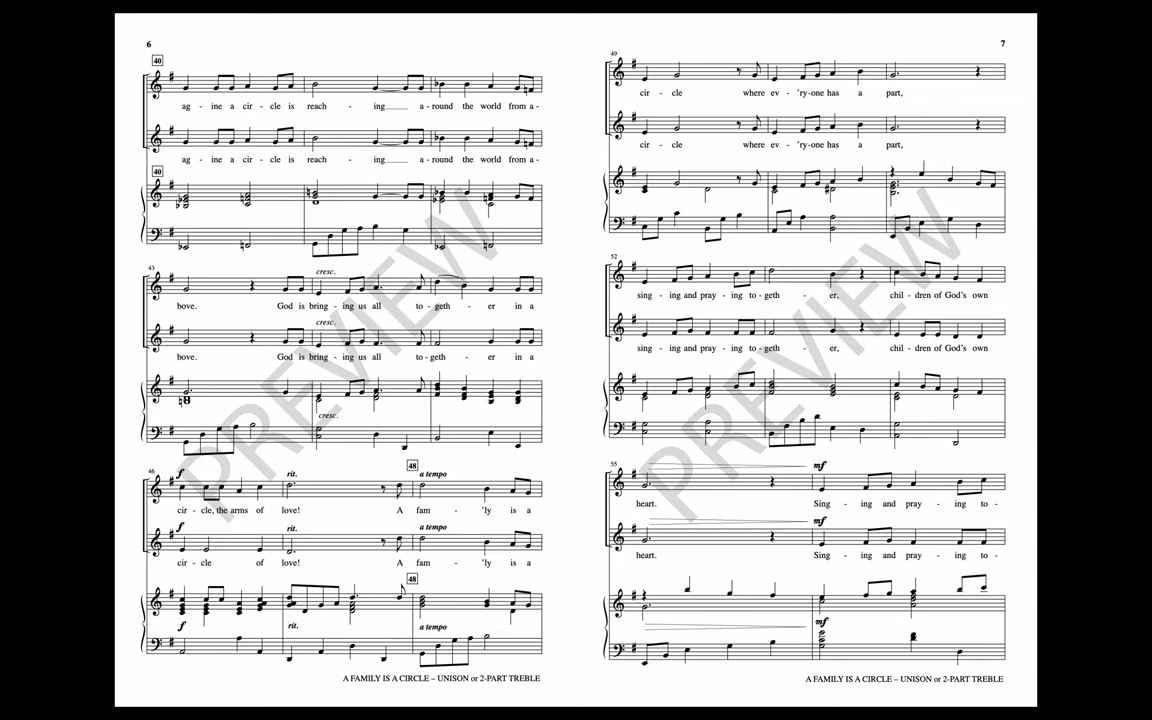 6
40
ag - ine a cir - cle is reach - ing a - round the world from a -
ag - ine a cir - cle is reach - ing a - round the world from a -
40
43
cresc.
bove. God is bring - ing us all to - geth - er in a
cresc.
bove. God is bring - ing us all to - geth - er in a
cresc.
46
f rit. 48 a tempo
cir - cle, the arms of love! A fam - 'ly is a
f rit. a tempo
cir - cle of love! A fam - 'ly is a
48
f rit. a tempo
A FAMILY IS A CIRCLE – UNISON or 2-PART TREBLE
PREVIEW
7
49
cir - cle where ev - 'ry-one has a part,
cir - cle where ev - 'ry-one has a part,
52
sing - ing and pray - ing to - geth - er, chil - dren of God's own
sing - ing and pray - ing to - geth - er, chil - dren of God's own
55
mf
heart. Sing - ing and pray - ing to -
mf
heart. Sing - ing and pray - ing to -
mf
A FAMILY IS A CIRCLE – UNISON or 2-PART TREBLE
PREVIEW